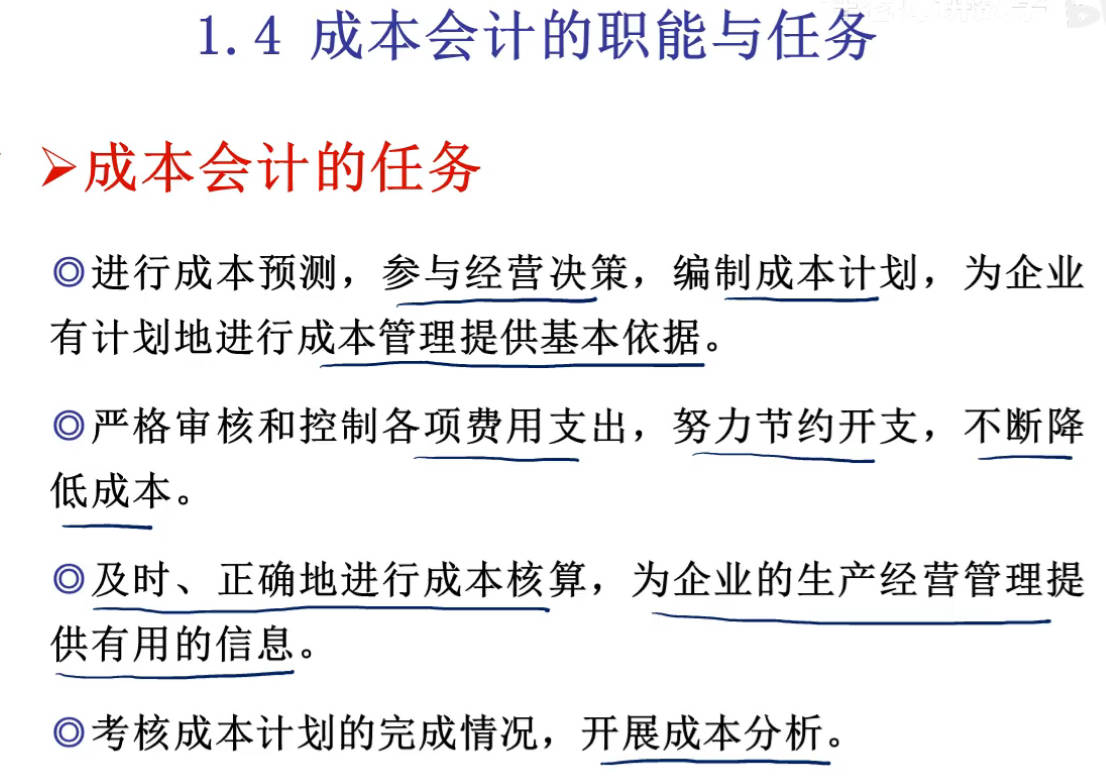 1.4 成本会计的职能与任务
➢成本会计的任务
◎进行成本预测，参与经营决策，编制成本计划，为企业
有计划地进行成本管理提供基本依据。
◎严格审核和控制各项费用支出，努力节约开支，不断降
低成本。
◎及时、正确地进行成本核算，为企业的生产经营管理提
供有用的信息。
◎考核成本计划的完成情况，开展成本分析。